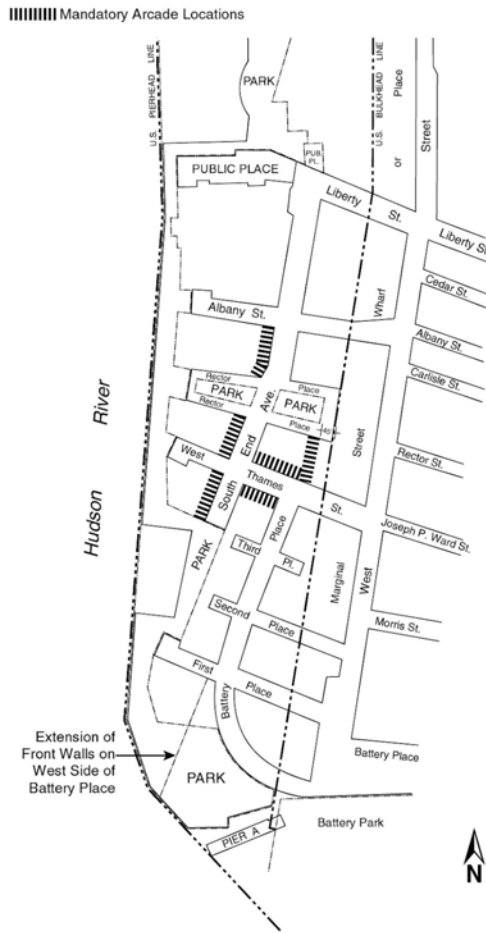 Mandatory Arcade Locations
U.S. PIERHEAD LINE
PARK
U.S. BULKHEAD LINE
Place
or
Street
PUB.
PL.
PUBLIC PLACE
Liberty
St.
Liberty St.
Cedar St.
Wharf
Albany St.
Albany St.
Carlisle St.
Rector
Place
PARK
Ave.
PARK
Rector
Place
45'
River
Hudson
End
Street
Rector St.
West
Thames
St.
South
Joseph P. Ward St.
Place
PARK
Third
Pl.
Marginal
West
Second
Place
Morris St.
First
Place
Battery
Battery Place
Extension of
Front Walls on
West Side of
Battery Place
PARK
PIER A
Battery Park
N